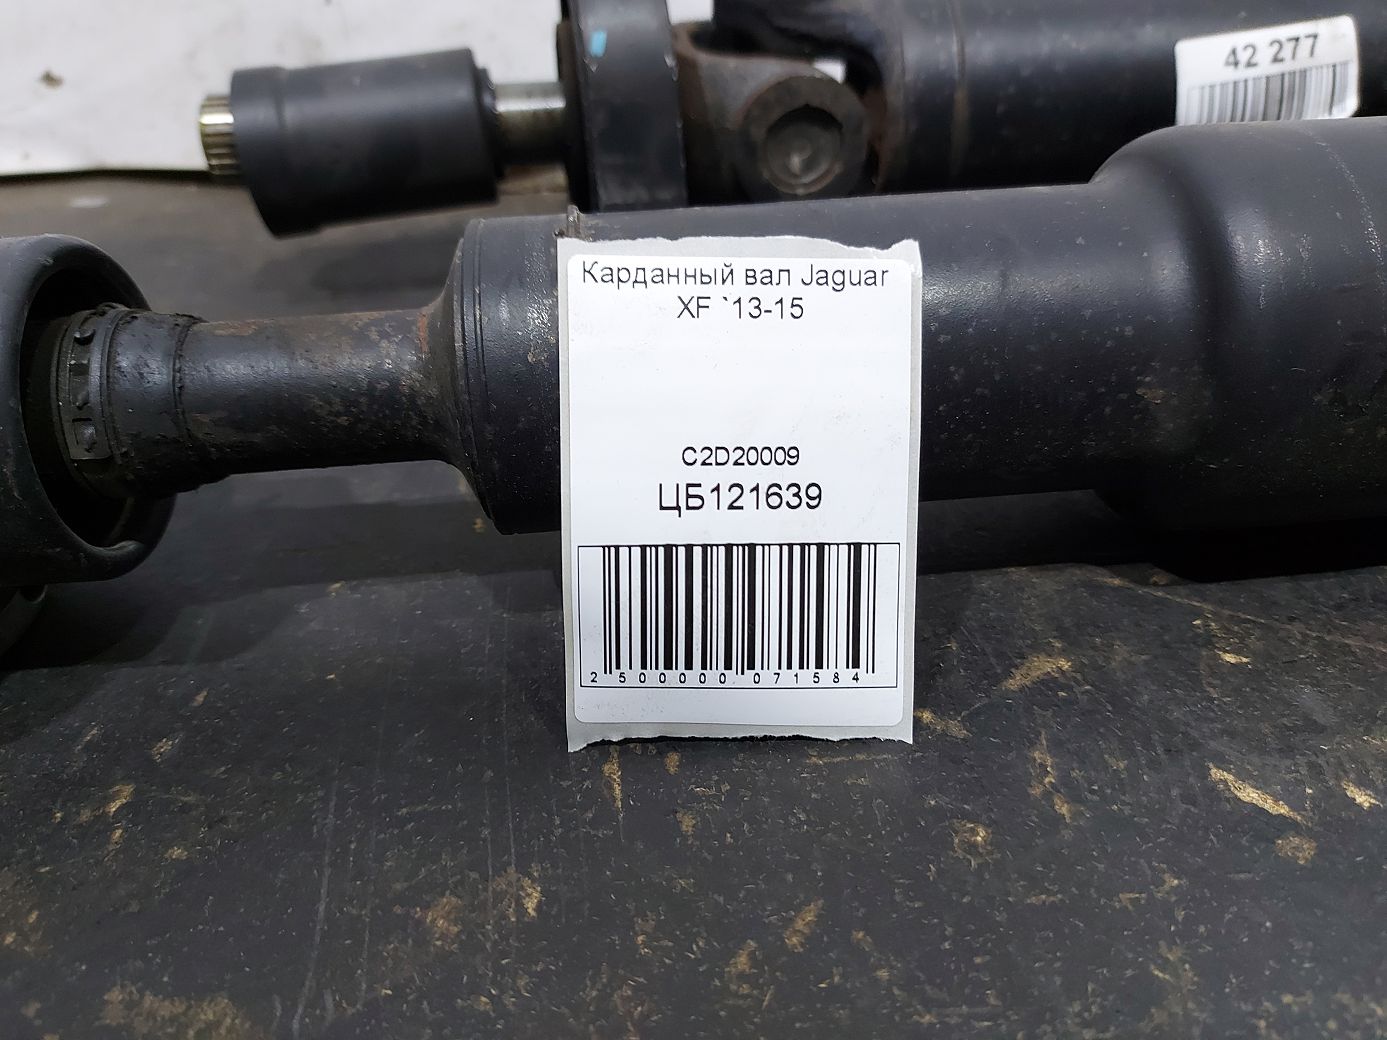 42 277
Карданный вал Jaguar
XF `13-15
C2D20009
ЦБ121639
2 500000 071584